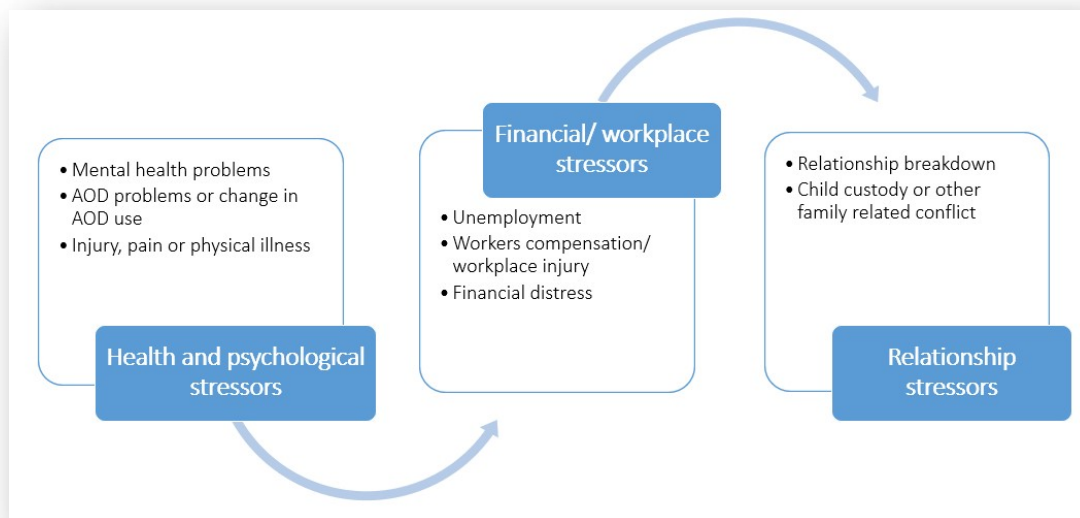 • Mental health problems
• AOD problems or change in
AOD use
• Injury, pain or physical illness
Health and psychological
stressors
Financial/ workplace
stressors
• Unemployment
• Workers compensation/
workplace injury
• Financial distress
• Relationship breakdown
• Child custody or other
family related conflict
Relationship
stressors